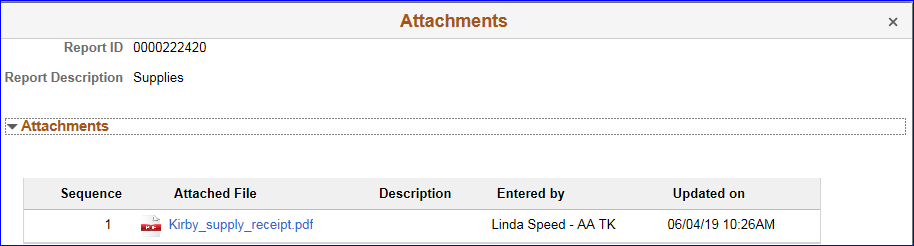 Attachments
×
Report ID 0000222420
Report Description Supplies
Attachments
Sequence Attached File Description Entered by Updated on
1 Kirby_supply_receipt.pdf Linda Speed - AA TK 06/04/19 10:26AM